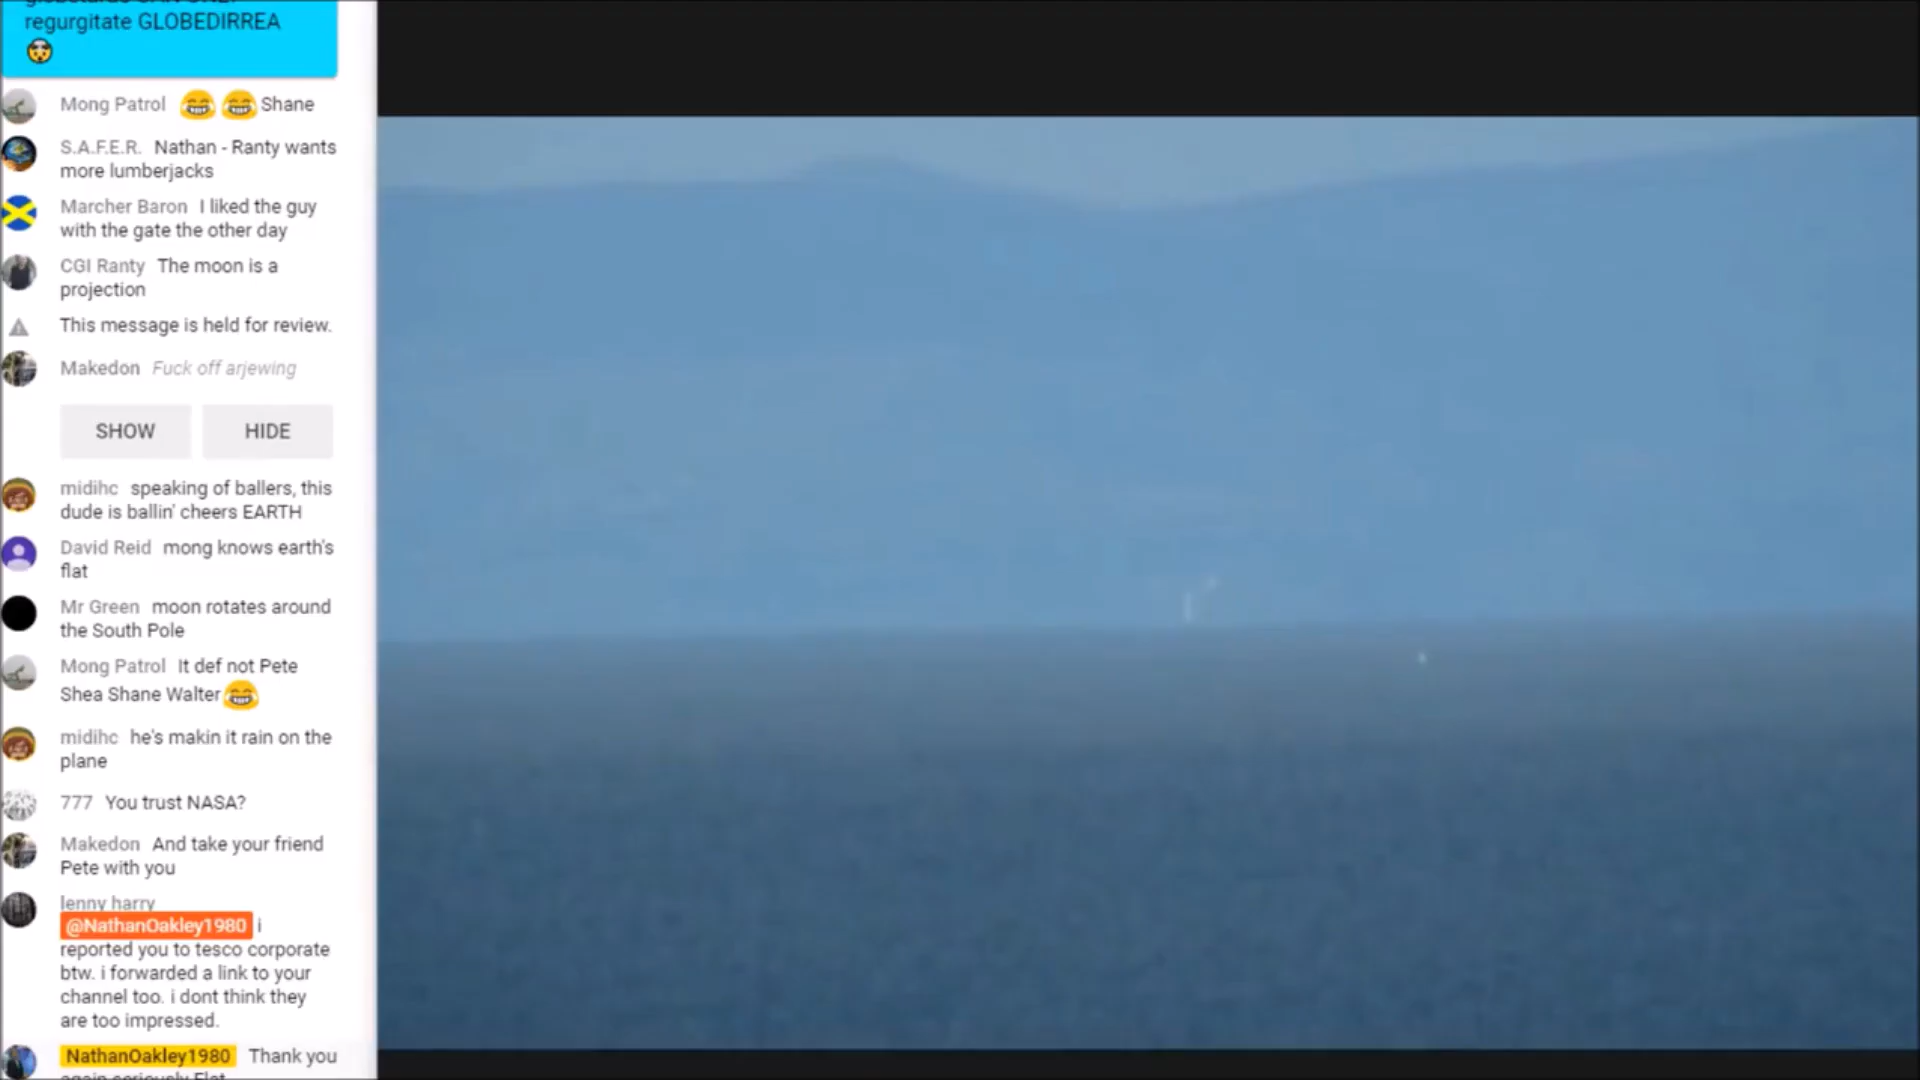 regurgitate GLOBEDIRREA
Mong Patrol Shane
S.A.F.E.R. Nathan - Ranty wants
more lumberjacks
Marcher Baron I liked the guy
with the gate the other day
CGI Ranty The moon is a
projection
This message is held for review.
Makedon Fuck off arjewing
SHOW HIDE
midihc speaking of ballers, this
dude is ballin' cheers EARTH
David Reid mong knows earth's
flat
Mr Green moon rotates around
the South Pole
Mong Patrol It def not Pete
Shea Shane Walter
midihc he's makin it rain on the
plane
777 You trust NASA?
Makedon And take your friend
Pete with you
lenny harry
@NathanOakley1980 i
reported you to tesco corporate
btw. i forwarded a link to your
channel too. i dont think they
are too impressed.
NathanOakley1980 Thank you
again seriously Flat